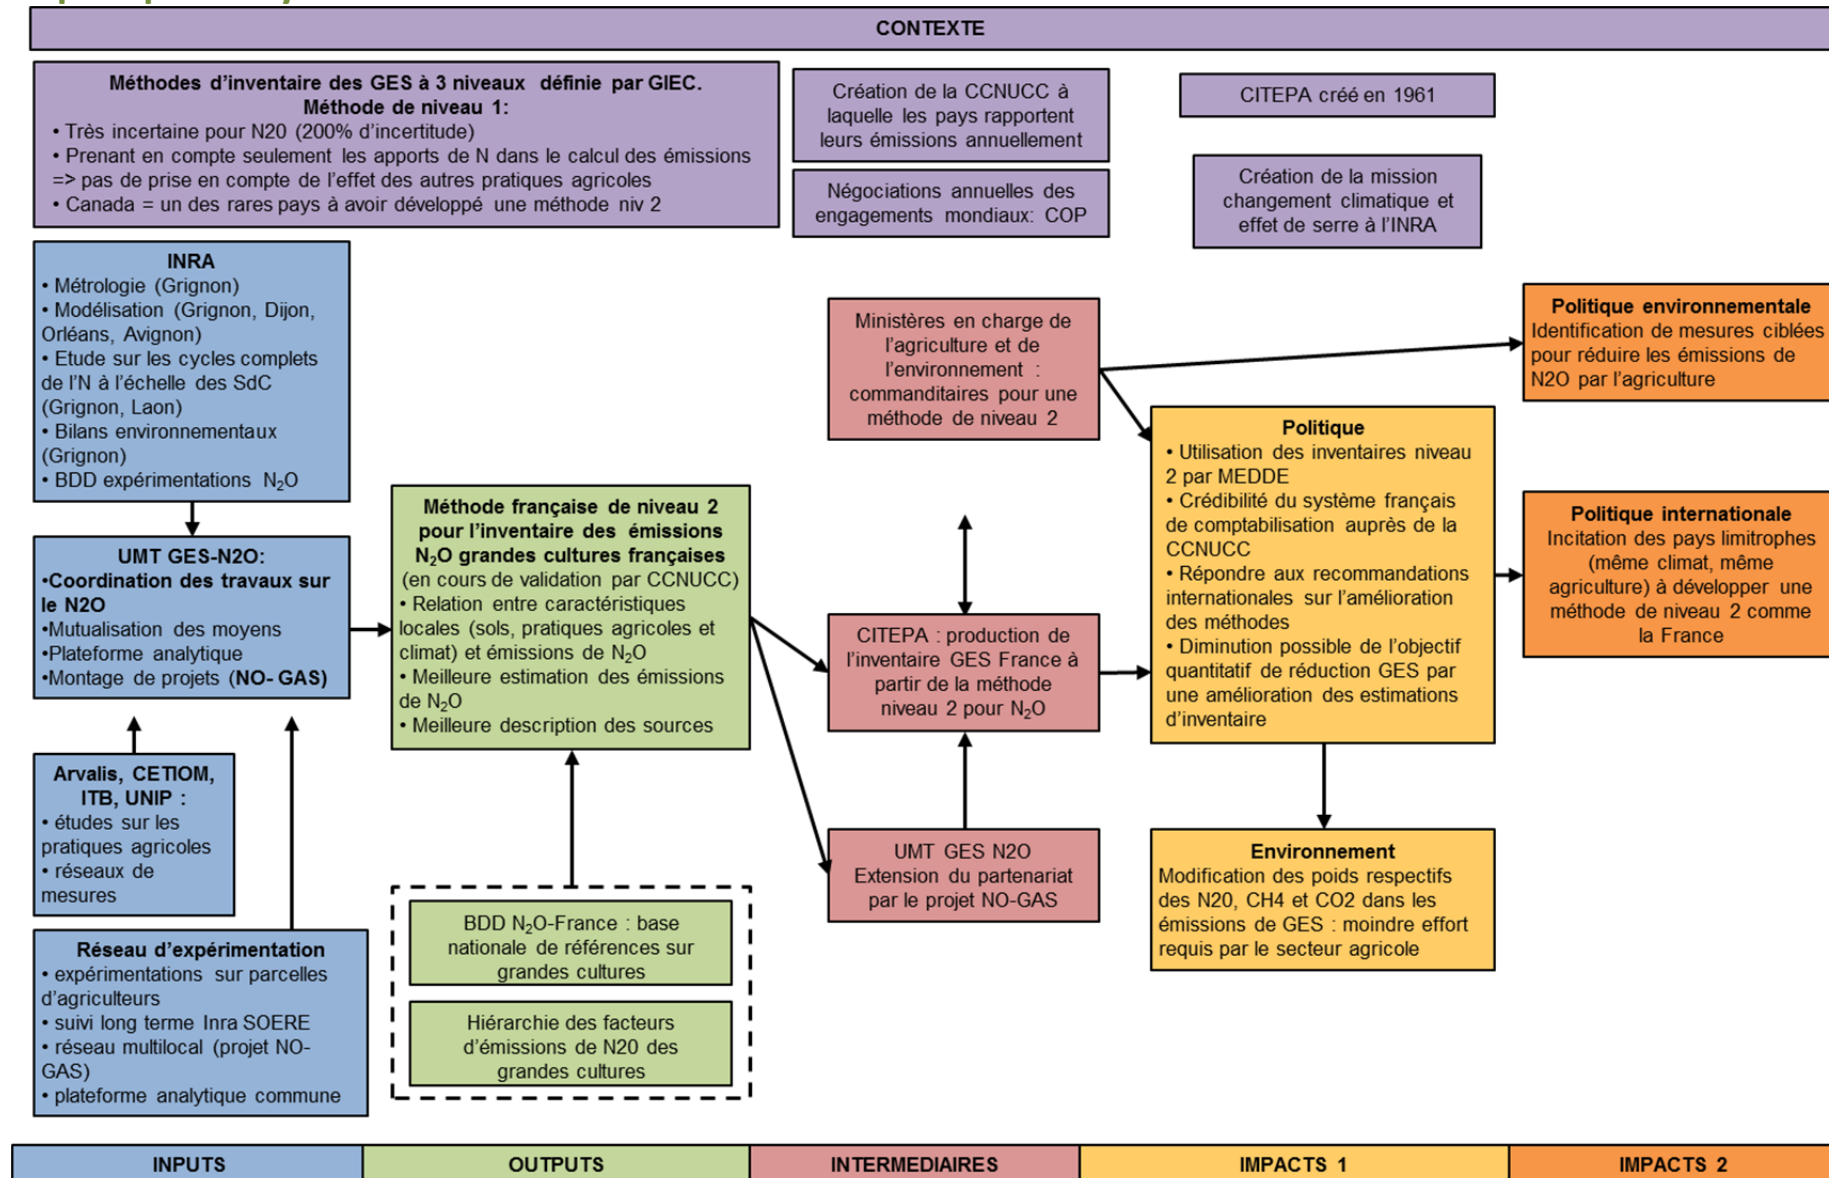 CONTEXTE
Méthodes d'inventaire des GES à 3 niveaux définie par GIEC.
Méthode de niveau 1:
• Très incertaine pour N20 (200% d'incertitude)
• Prenant en compte seulement les apports de N dans le calcul des émissions
=> pas de prise en compte de l'effet des autres pratiques agricoles
• Canada = un des rares pays à avoir développé une méthode niv 2
Création de la CCNUCC à
laquelle les pays rapportent
leurs émissions annuellement
Négociations annuelles des
engagements mondiaux: COP
CITEPA créé en 1961
Création de la mission
changement climatique et
effet de serre à l'INRA
INRA
• Métrologie (Grignon)
• Modélisation (Grignon, Dijon,
Orléans, Avignon)
• Etude sur les cycles complets
de l'N à l'échelle des SdC
(Grignon, Laon)
• Bilans environnementaux
(Grignon)
• BDD expérimentations N₂O
UMT GES-N2O:
•Coordination des travaux sur
le N2O
•Mutualisation des moyens
•Plateforme analytique
•Montage de projets (NO- GAS)
Arvalis, CETIOM,
ITB, UNIP :
• études sur les
pratiques agricoles
• réseaux de
mesures
Réseau d'expérimentation
• expérimentations sur parcelles
d'agriculteurs
• suivi long terme Inra SOERE
• réseau multilocal (projet NO-
GAS)
• plateforme analytique commune
Méthode française de niveau 2
pour l'inventaire des émissions
N₂O grandes cultures françaises
(en cours de validation par CCNUCC)
• Relation entre caractéristiques
locales (sols, pratiques agricoles et
climat) et émissions de N₂O
• Meilleure estimation des émissions
de N₂O
• Meilleure description des sources
BDD N₂O-France : base
nationale de références sur
grandes cultures
Hiérarchie des facteurs
d'émissions de N20 des
grandes cultures
Ministères en charge de
l'agriculture et de
l'environnement :
commanditaires pour une
méthode de niveau 2
CITEPA : production de
l'inventaire GES France à
partir de la méthode
niveau 2 pour N₂O
UMT GES N2O
Extension du partenariat
par le projet NO-GAS
Politique
• Utilisation des inventaires niveau
2 par MEDDE
• Crédibilité du système français
de comptabilisation auprès de la
CCNUCC
• Répondre aux recommandations
internationales sur l'amélioration
des méthodes
• Diminution possible de l'objectif
quantitatif de réduction GES par
une amélioration des estimations
d'inventaire
Environnement
Modification des poids respectifs
des N20, CH4 et CO2 dans les
émissions de GES : moindre effort
requis par le secteur agricole
Politique environnementale
Identification de mesures ciblées
pour réduire les émissions de
N2O par l'agriculture
Politique internationale
Incitation des pays limitrophes
(même climat, même
agriculture) à développer une
méthode de niveau 2 comme
la France
INPUTS
OUTPUTS
INTERMEDIAIRES
IMPACTS 1
IMPACTS 2